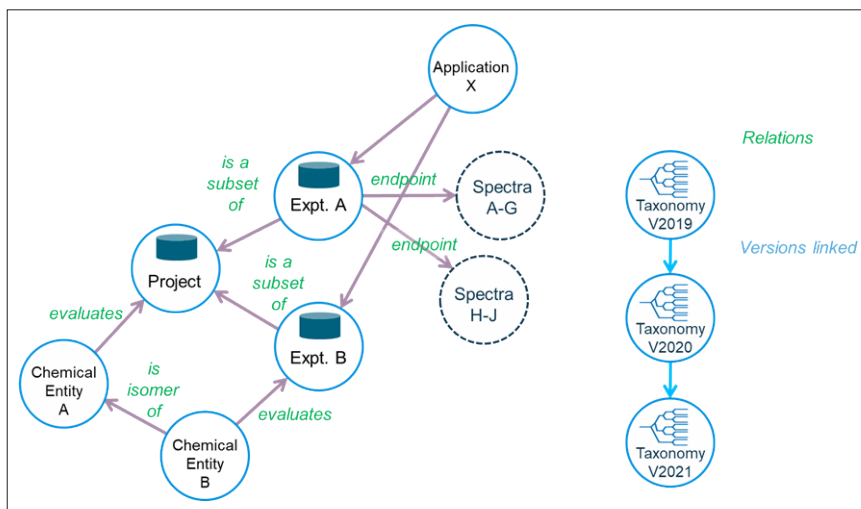 Application
X
Relations
is a
subset
of
Expt. A
endpoint
Spectra
A-G
Taxonomy
V2019
endpoint
Versions linked
Project
is a
subset
of
Spectra
H-J
evaluates
Expt. B
Taxonomy
V2020
Chemical
Entity
A
is
isomer
of
evaluates
Chemical
Entity
B
Taxonomy
V2021